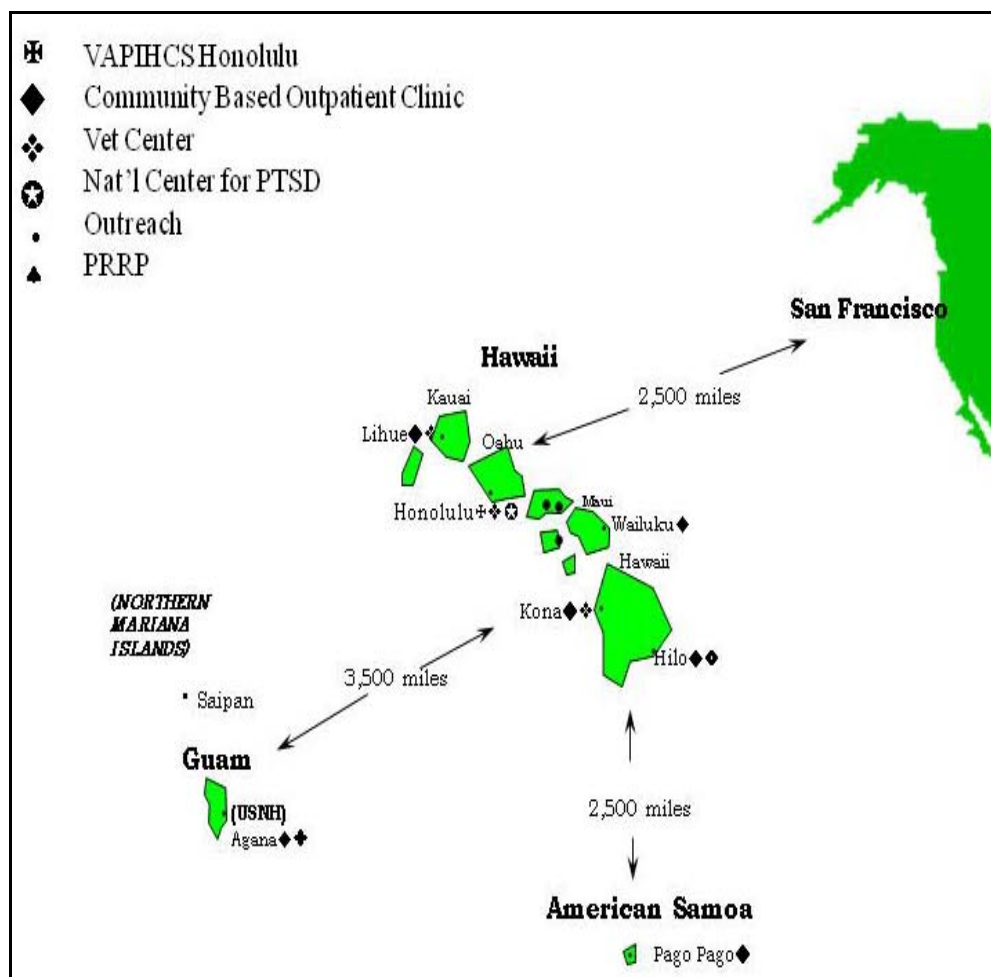 VAPIHCS Honolulu
Community Based Outpatient Clinic
Vet Center
Nat'l Center for PTSD
Outreach
PRRP
San Francisco
Hawaii
2,500 miles
Kauai
Lihue
Oahu
Honolulu
Maui
Wailuku
Hawaii
Kona
Hilo
(NORTHERN
MARIANA
ISLANDS)
3,500 miles
Saipan
Guam
(USNH)
Agana
2,500 miles
American Samoa
Pago Pago